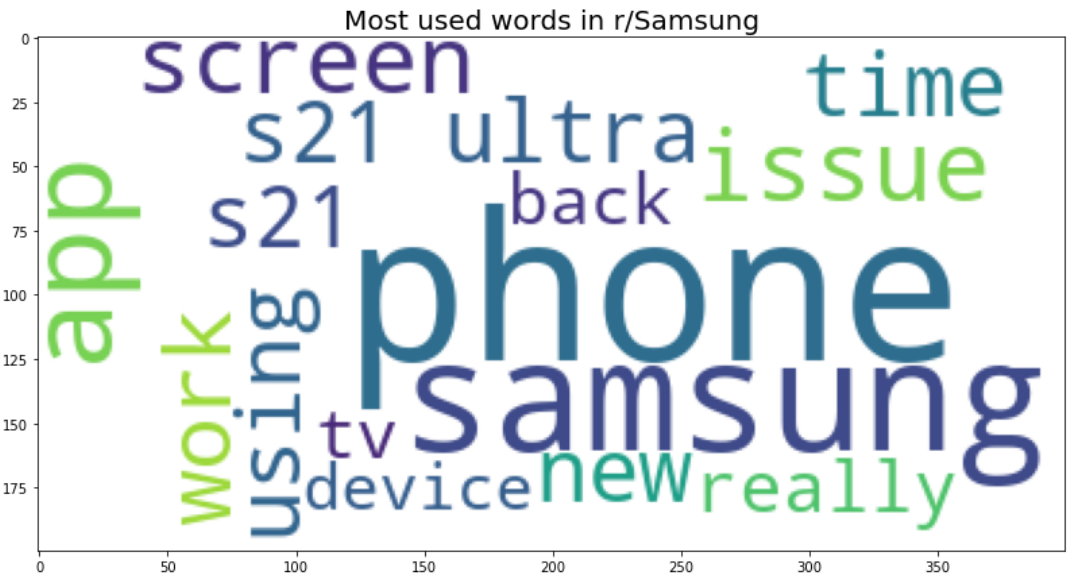 Most used words in r/Samsung
0
25
50
75
100
125
150
175
screen
time
s21 ultra
issue
app
back
s21
phone
work
using
samsung
tv
new
device
really
0 50 100 150 200 250 300 350